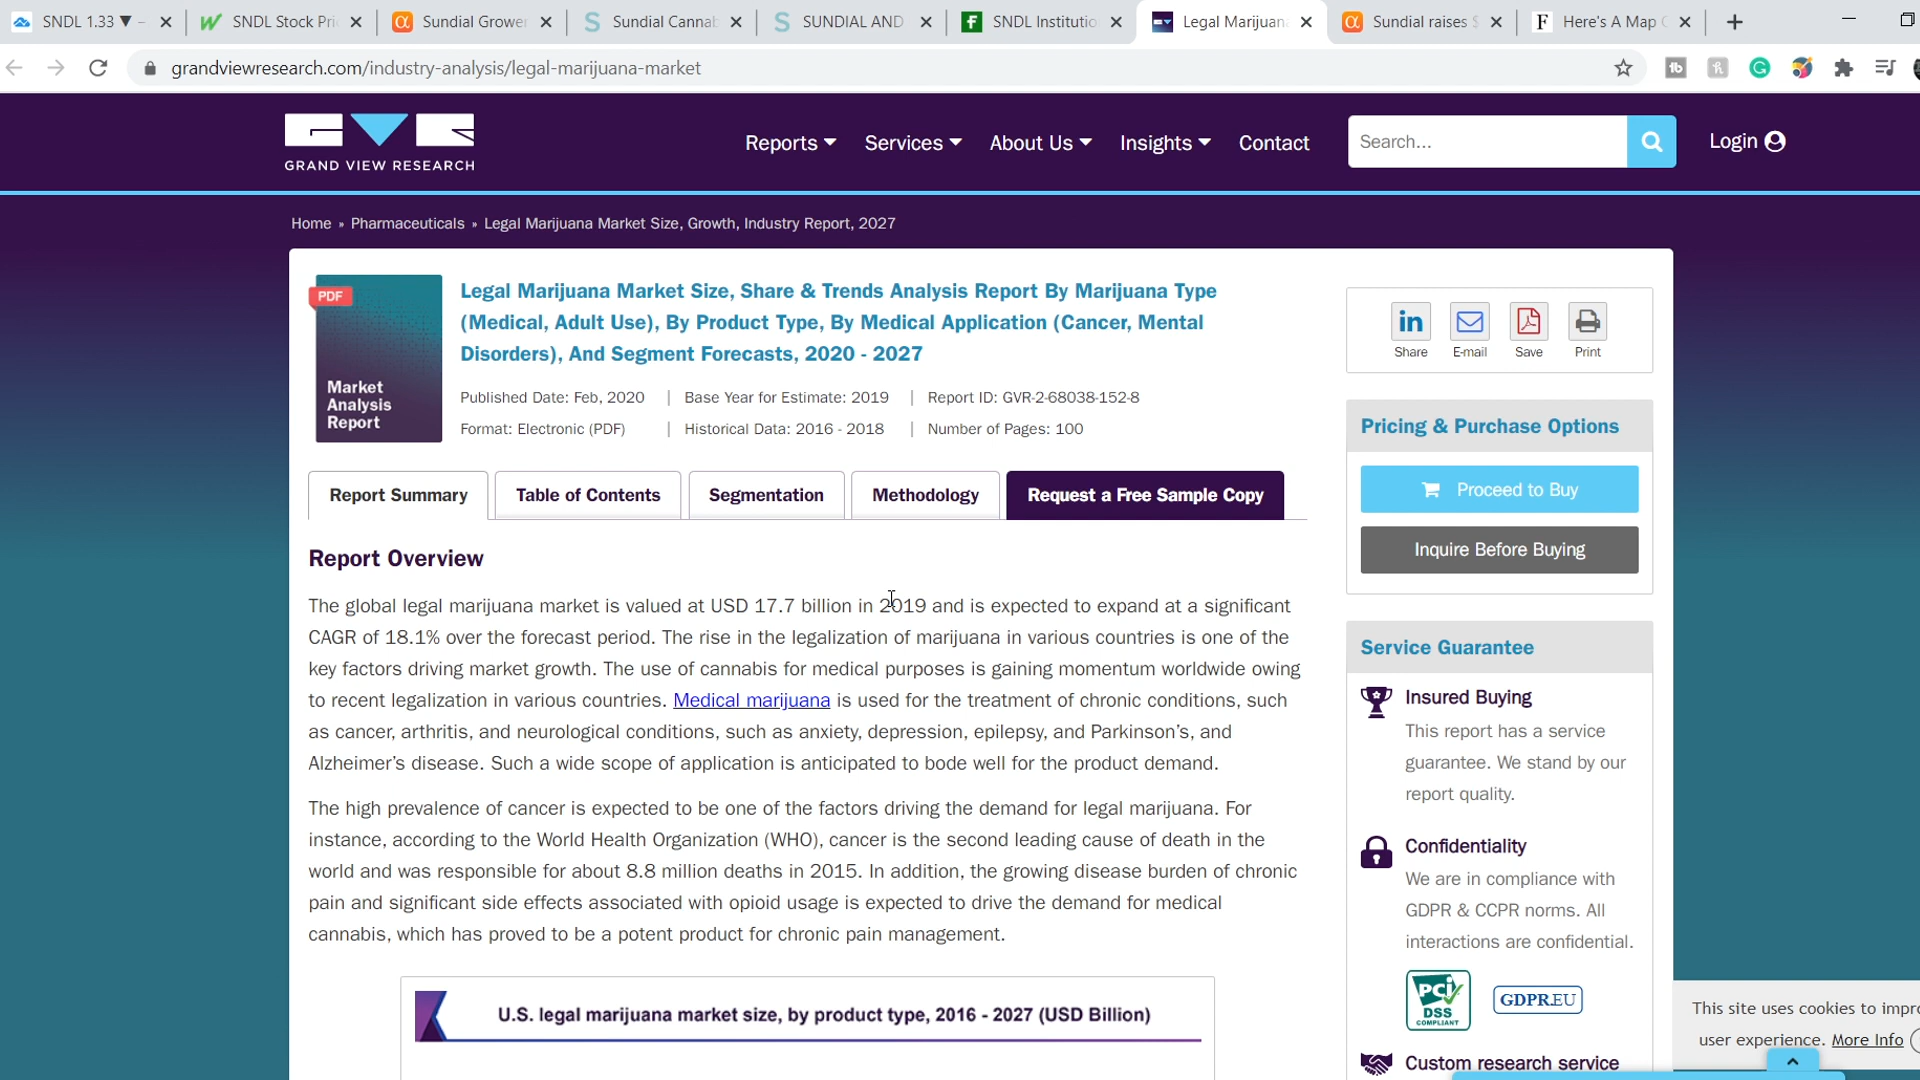 SNDL 1.33 ▼ –
SNDL Stock Pri
Sundial Grower
Sundial Cannab
SUNDIAL AND
SNDL Institutio
Legal Marijuan
Sundial raises $
Here's A Map
grandviewresearch.com/industry-analysis/legal-marijuana-market
GRAND VIEW RESEARCH
Reports
Services
About Us
Insights
Contact
Search...
Login
Home » Pharmaceuticals » Legal Marijuana Market Size, Growth, Industry Report, 2027
PDF
Market
Analysis
Report
Legal Marijuana Market Size, Share & Trends Analysis Report By Marijuana Type
(Medical, Adult Use), By Product Type, By Medical Application (Cancer, Mental
Disorders), And Segment Forecasts, 2020 - 2027
Published Date: Feb, 2020 | Base Year for Estimate: 2019 | Report ID: GVR-2-68038-152-8
Format: Electronic (PDF) | Historical Data: 2016 - 2018 | Number of Pages: 100
Share
E-mail
Save
Print
Report Summary
Table of Contents
Segmentation
Methodology
Request a Free Sample Copy
Report Overview
The global legal marijuana market is valued at USD 17.7 billion in 2019 and is expected to expand at a significant
CAGR of 18.1% over the forecast period. The rise in the legalization of marijuana in various countries is one of the
key factors driving market growth. The use of cannabis for medical purposes is gaining momentum worldwide owing
to recent legalization in various countries. Medical marijuana is used for the treatment of chronic conditions, such
as cancer, arthritis, and neurological conditions, such as anxiety, depression, epilepsy, and Parkinson's, and
Alzheimer's disease. Such a wide scope of application is anticipated to bode well for the product demand.
The high prevalence of cancer is expected to be one of the factors driving the demand for legal marijuana. For
instance, according to the World Health Organization (WHO), cancer is the second leading cause of death in the
world and was responsible for about 8.8 million deaths in 2015. In addition, the growing disease burden of chronic
pain and significant side effects associated with opioid usage is expected to drive the demand for medical
cannabis, which has proved to be a potent product for chronic pain management.
U.S. legal marijuana market size, by product type, 2016 - 2027 (USD Billion)
Pricing & Purchase Options
Proceed to Buy
Inquire Before Buying
Service Guarantee
Insured Buying
This report has a service
guarantee. We stand by our
report quality.
Confidentiality
We are in compliance with
GDPR & CCPR norms. All
interactions are confidential.
PCI
DSS
COMPLIANT
GDPR.EU
Custom research service
This site uses cookies to impro
user experience. More Info